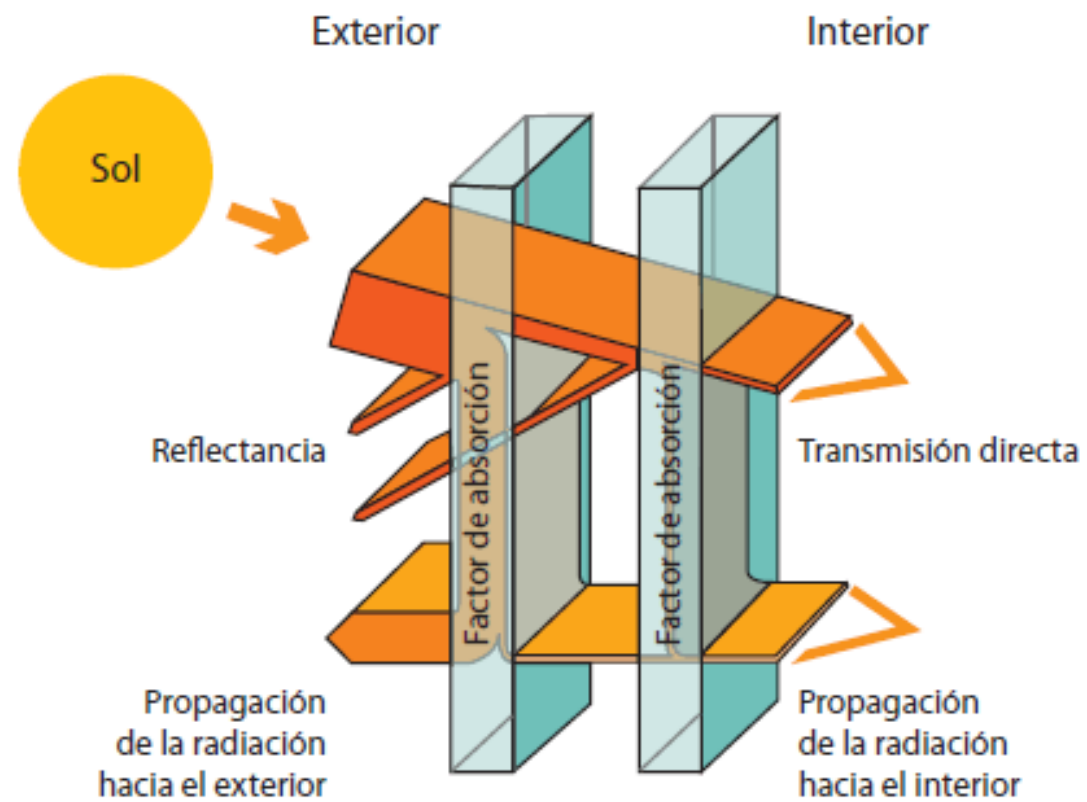 Exterior
Interior
Sol
Factor de absorción
Factor de absorción
Reflectancia
Transmisión directa
Propagación
de la radiación
hacia el exterior
Propagación
de la radiación
hacia el interior